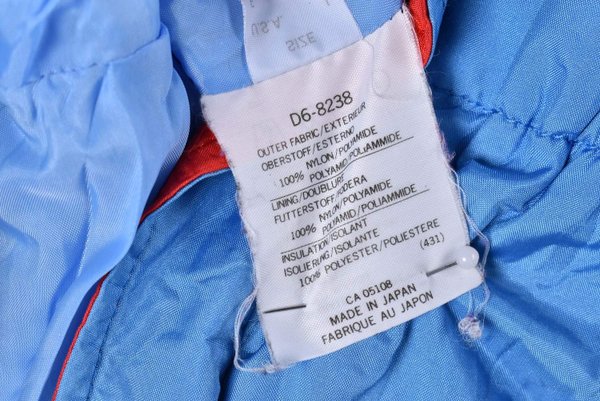 U.S.A.
SIZE
D6-8238
OUTER FABRIC/EXTERIEUR
OBERSTOFF/ESTERNO
NYLON/POLYAMIDE
100% POLYAMID/POLIAMMIDE
LINING/DOUBLURE
FUTTERSTOFF/FODERA
NYLON/POLYAMIDE
100% POLYAMID/POLIAMMIDE
INSULATION/ISOLANT
ISOLIERUNG/ISOLANTE
100% POLYESTER/POLIESTERE
(431)
CA 05108
MADE IN JAPAN
FABRIQUE AU JAPON